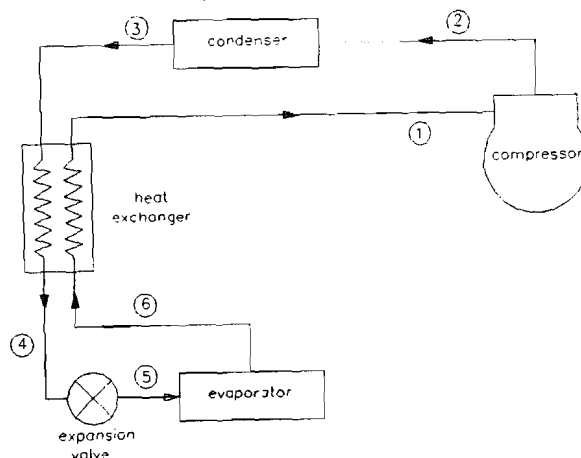 ③
②
condenser
①
compressor
heat
exchanger
⑥
④
⑤
evaporator
expansion
valve